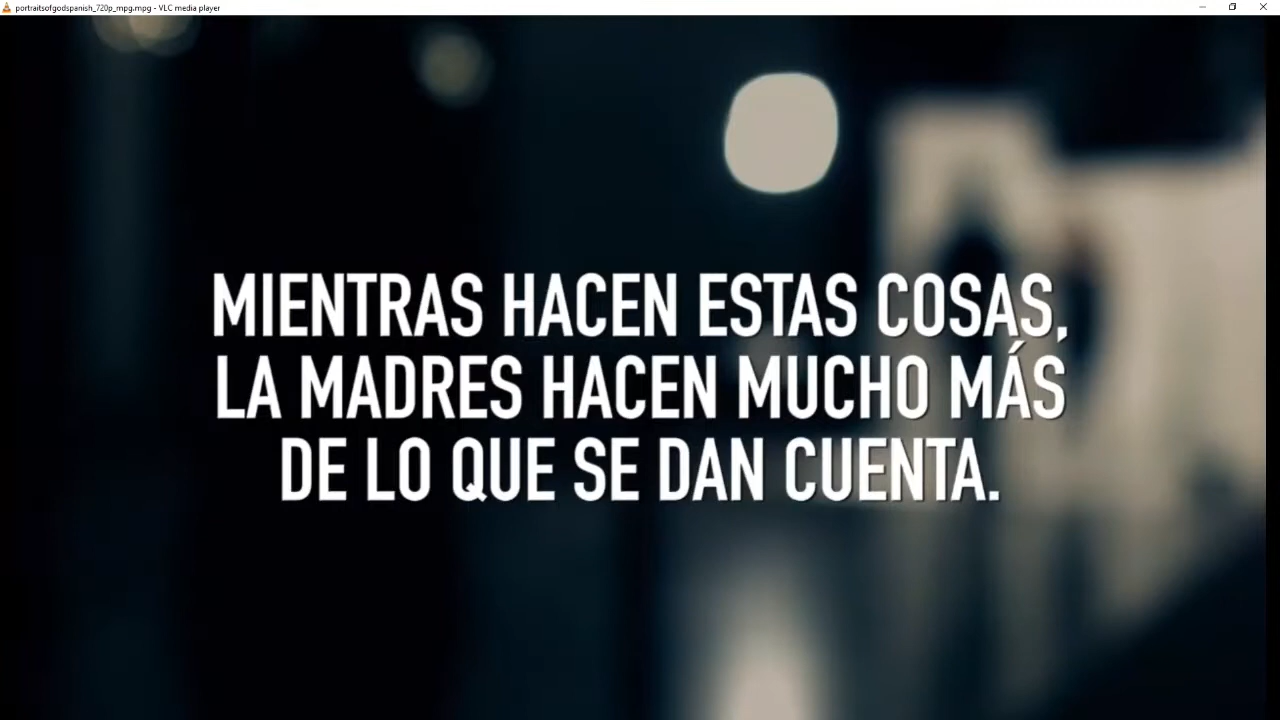 portraitsofgodspanish_720p_mpg.mpg - VLC media player
MIENTRAS HACEN ESTAS COSAS,
LA MADRES HACEN MUCHO MÁS
DE LO QUE SE DAN CUENTA.